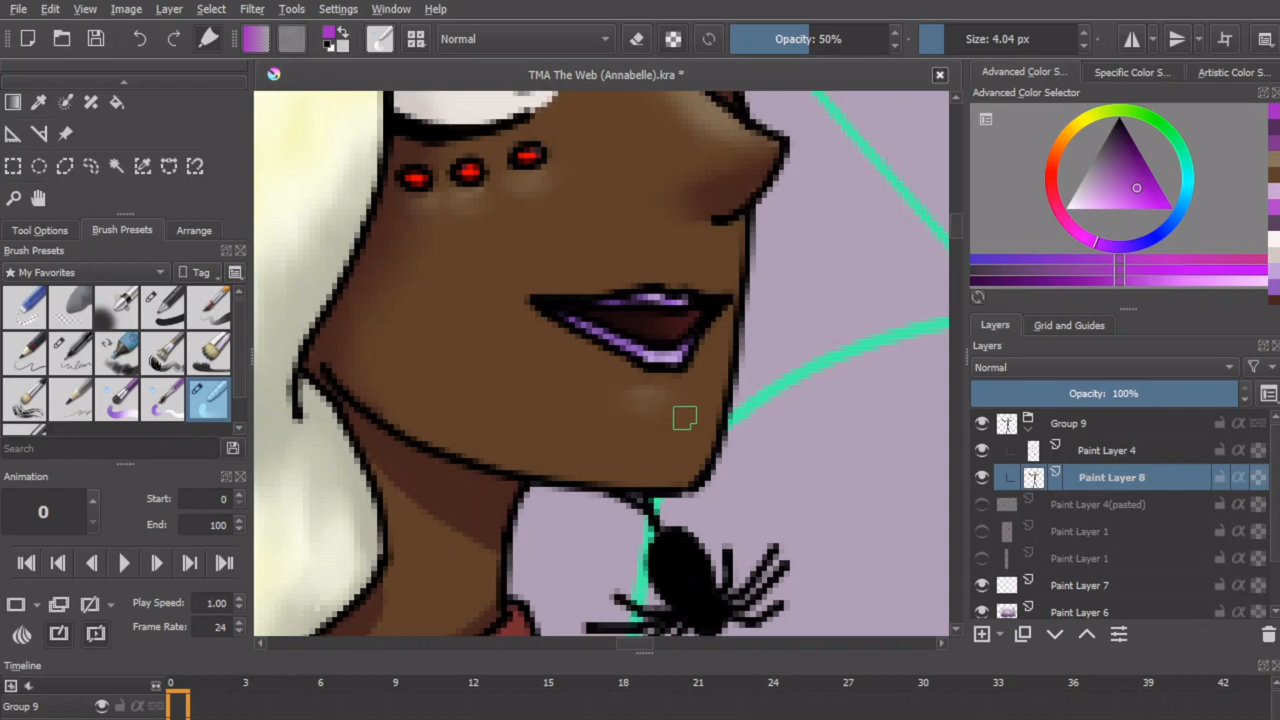 File Edit View Image Layer Select Filter Tools Settings Window Help
Normal Opacity: 50% Size: 4.04 px
TMA The Web (Annabelle).kra *
Advanced Color S... Specific Color S... Artistic Color S...
Advanced Color Selector
Tool Options Brush Presets Arrange
Brush Presets
My Favorites Tag
Search
Animation
0 Start: 0
End: 100
Play Speed: 1.00
Frame Rate: 24
Layers Grid and Thumbnails
Layers
Normal
Opacity: 100%
Group 9
Paint Layer 4
Paint Layer 8
Paint Layer 4(pasted)
Paint Layer 1
Paint Layer 1
Paint Layer 7
Paint Layer 6
Timeline
0 3 6 9 12 15 18 21 24 27 30 33 36 39 42
Group 9